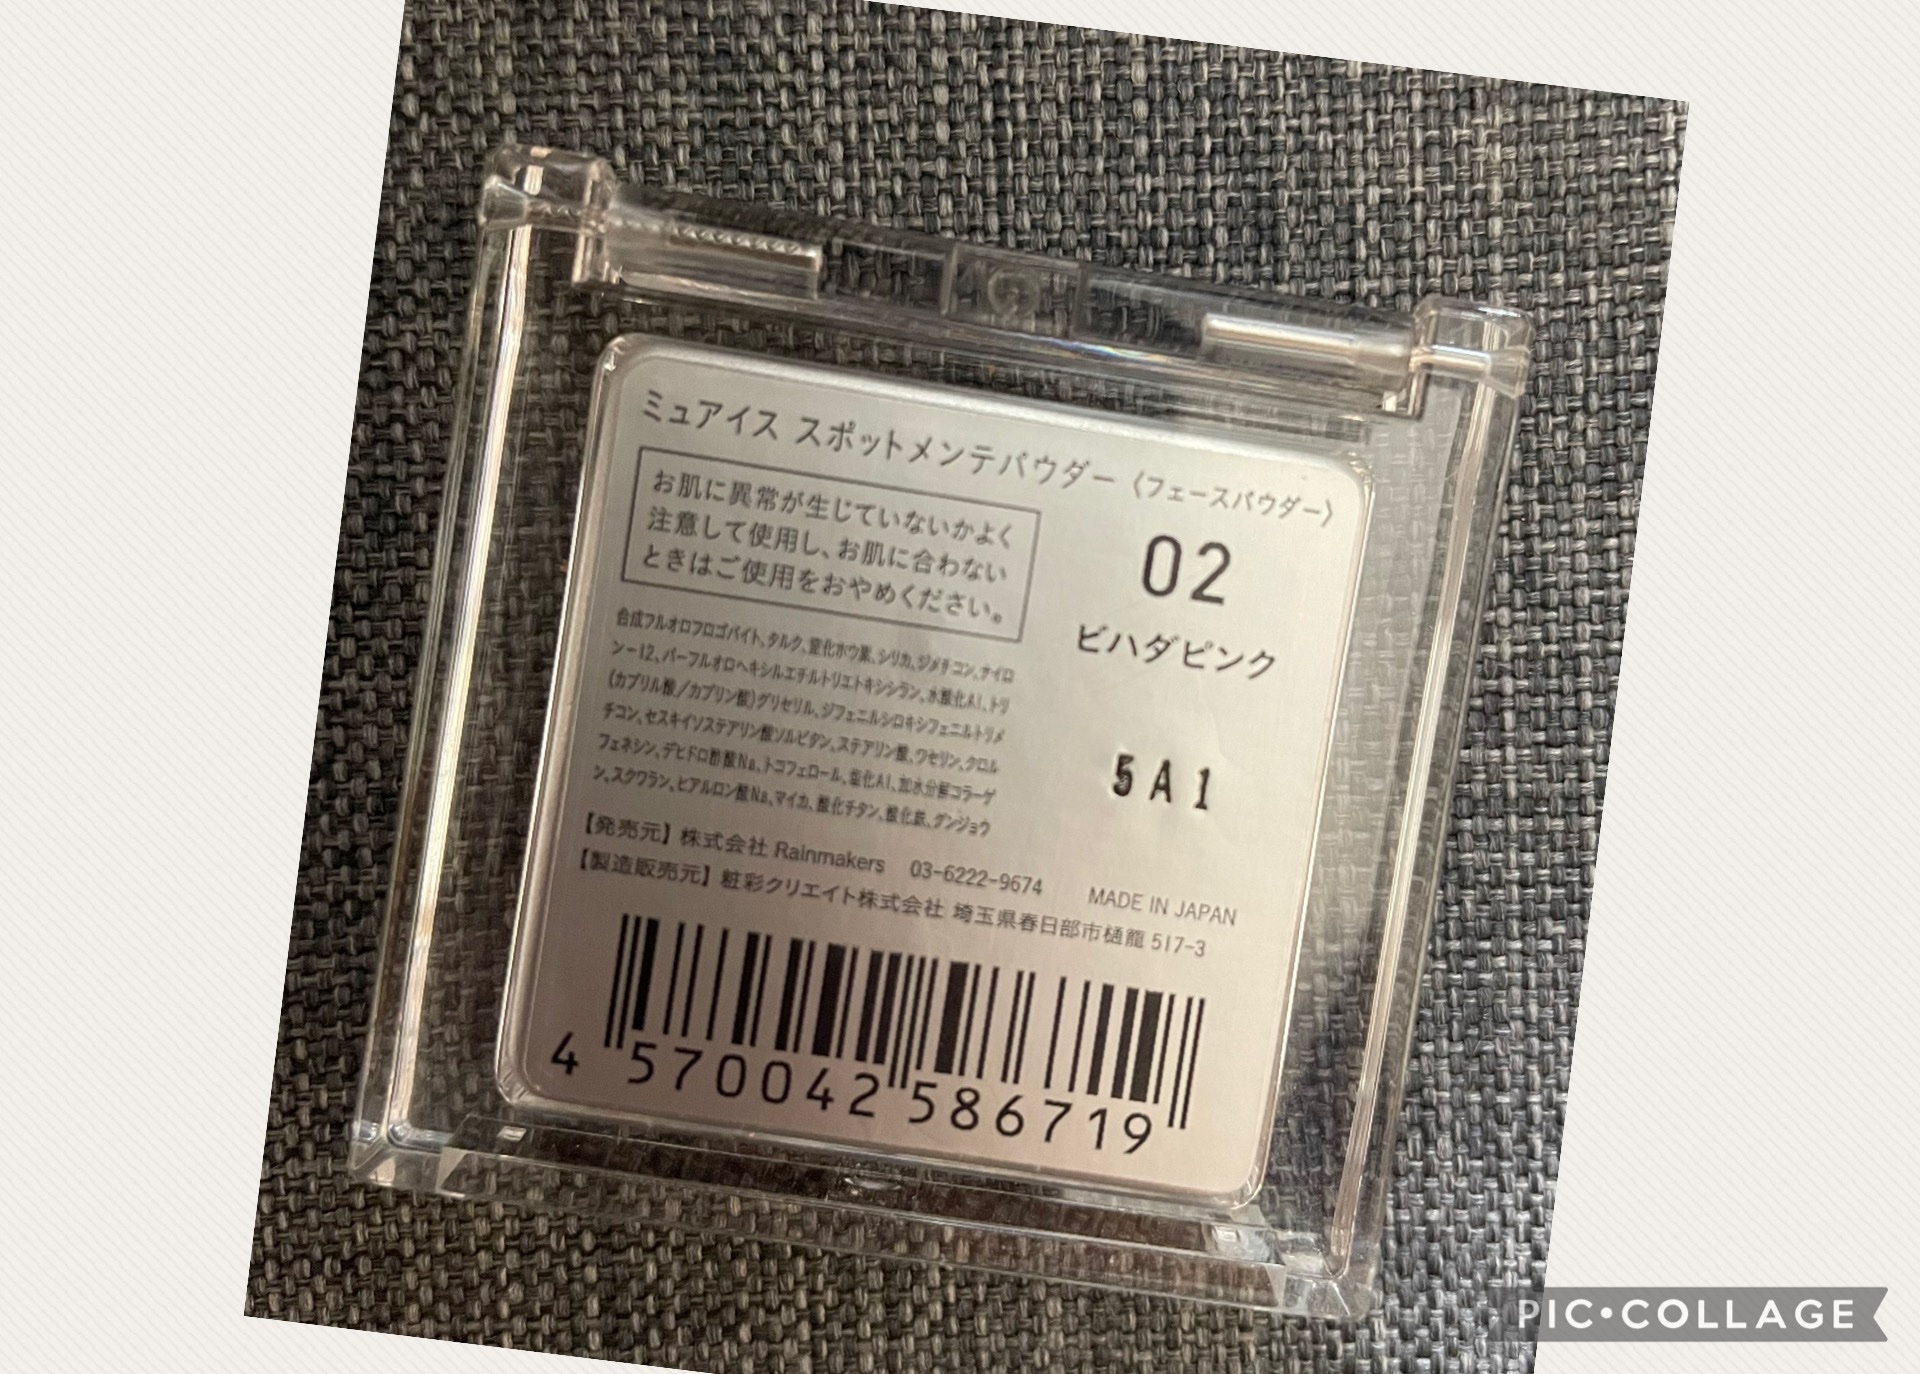 ミュアイス スポットメンテパウダー〈フェースパウダー〉
お肌に異常が生じていないかよく
注意して使用し、お肌に合わない
ときはご使用をおやめください。
02
ビハダピンク
合成フルオロフロゴパイト、タルク、窒化ホウ素、シリカ、ジメチコン、ナイロ
ン-12、パーフルオロヘキシルエチルトリエトキシシラン、水酸化Al、トリ
(カプリル酸/カプリン酸)グリセリル、ジフェニルシロキシフェニルトリメ
チコン、セスキイソステアリン酸ソルビタン、ステアリン酸、ワセリン、クロル
フェネシン、デヒドロ酢酸Na、トコフェロール、塩化Al、加水分解コラーゲ
ン、スクワラン、ヒアルロン酸Na、マイカ、酸化チタン、酸化鉄、グンジョウ
5A1
【発売元】株式会社 Rainmakers 03-6222-9674 MADE IN JAPAN
【製造販売元】粧彩クリエイト株式会社 埼玉県春日部市樋籠 517-3
4 570042 586719
PIC•COLLAGE